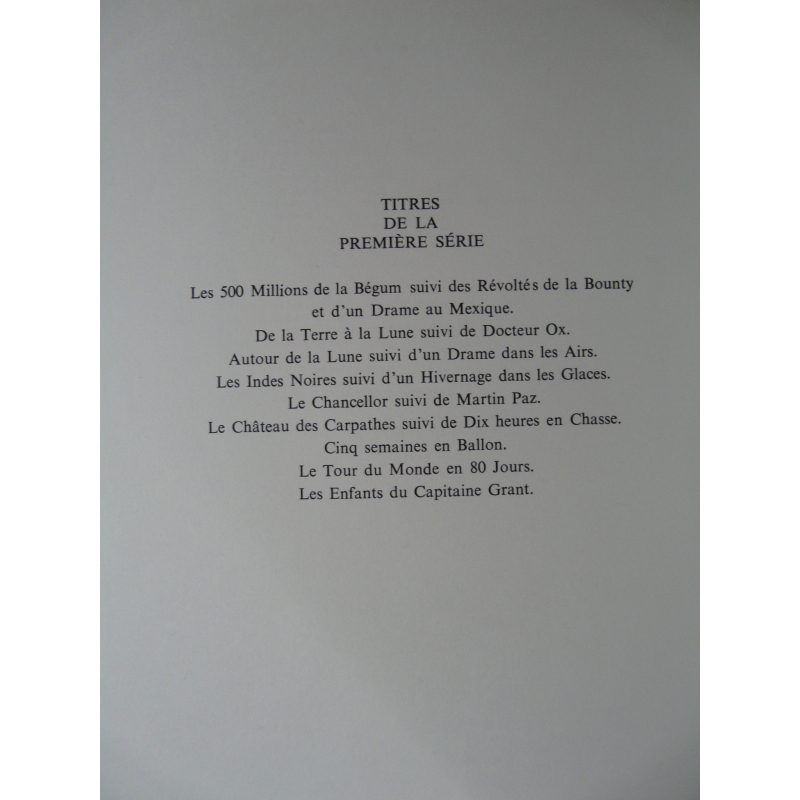 TITRES
DE LA
PREMIÈRE SÉRIE
Les 500 Millions de la Bégum suivi des Révoltés de la Bounty
et d'un Drame au Mexique.
De la Terre à la Lune suivi de Docteur Ox.
Autour de la Lune suivi d'un Drame dans les Airs.
Les Indes Noires suivi d'un Hivernage dans les Glaces.
Le Chancellor suivi de Martin Paz.
Le Château des Carpathes suivi de Dix heures en Chasse.
Cinq semaines en Ballon.
Le Tour du Monde en 80 Jours.
Les Enfants du Capitaine Grant.